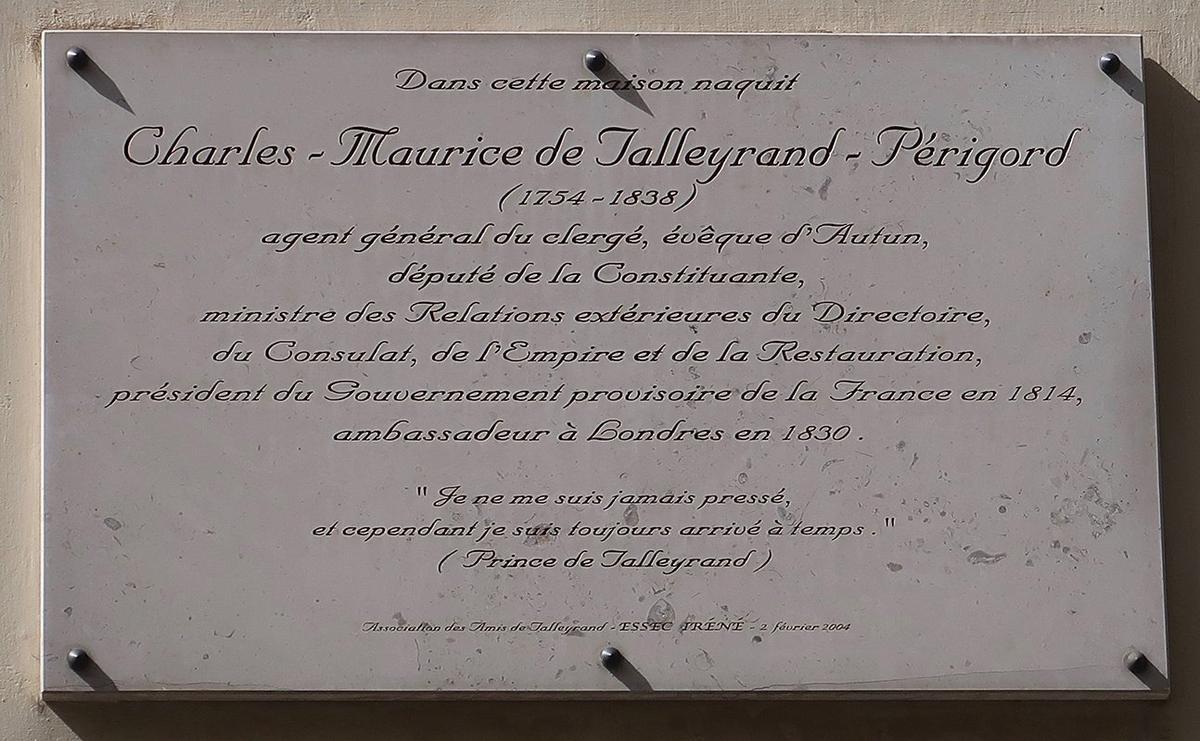 Dans cette maison naquit
Charles - Maurice de Talleyrand - Périgord
(1754 - 1838)
agent général du clergé, évêque d'Autun,
député de la Constituante,
ministre des Relations extérieures du Directoire,
du Consulat, de l'Empire et de la Restauration,
président du Gouvernement provisoire de la France en 1814,
ambassadeur à Londres en 1830 .
" Je ne me suis jamais pressé,
et cependant je suis toujours arrivé à temps . "
( Prince de Talleyrand )
Association des Amis de Talleyrand - ESSEC IRÉNÉ - 2 février 2004